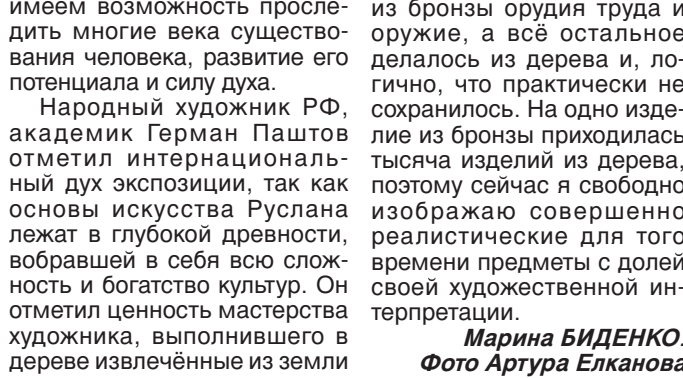 имеем возможность просле-
дить многие века существо-
вания человека, развитие его
потенциала и силу духа.
Народный художник РФ,
академик Герман Паштов
отметил интернациональ-
ный дух экспозиции, так как
основы искусства Руслана
лежат в глубокой древности,
вобравшей в себя всю слож-
ность и богатство культур. Он
отметил ценность мастерства
художника, выполнившего в
дереве извлечённые из земли
из бронзы орудия труда и
оружие, а всё остальное
делалось из дерева и, ло-
гично, что практически не
сохранилось. На одно изде-
лие из бронзы приходилась
тысяча изделий из дерева,
поэтому сейчас я свободно
изображаю совершенно
реалистические для того
времени предметы с долей
своей художественной ин-
терпретации.
Марина БИДЕНКО.
Фото Артура Елканова